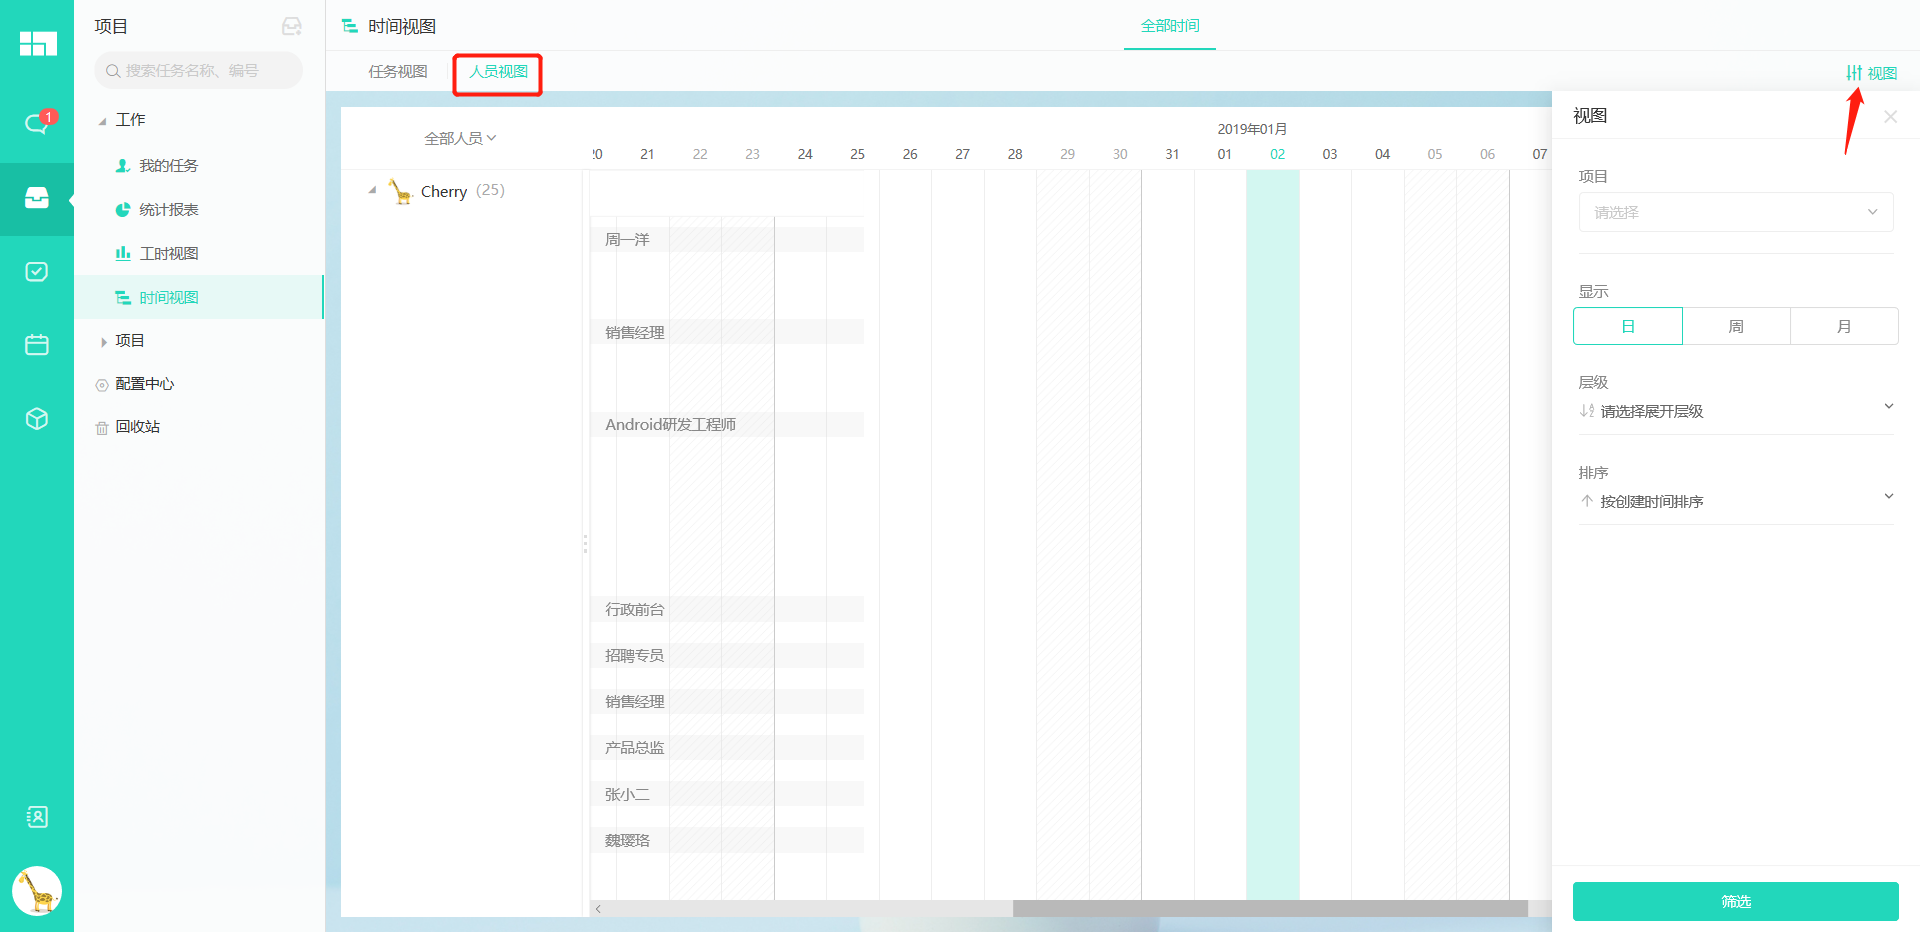 项目
搜索任务名称、编号
1
工作
我的任务
统计报表
工时视图
时间视图
项目
配置中心
回收站
时间视图
全部时间
任务视图
人员视图
视图
全部人员
2019年01月
20 21 22 23 24 25 26 27 28 29 30 31 01 02 03 04 05 06 07
Cherry (25)
周一洋
销售经理
Android研发工程师
行政前台
招聘专员
销售经理
产品总监
张小二
魏璎珞
视图
项目
请选择
显示
日 周 月
层级
请选择展开层级
排序
按创建时间排序
筛选